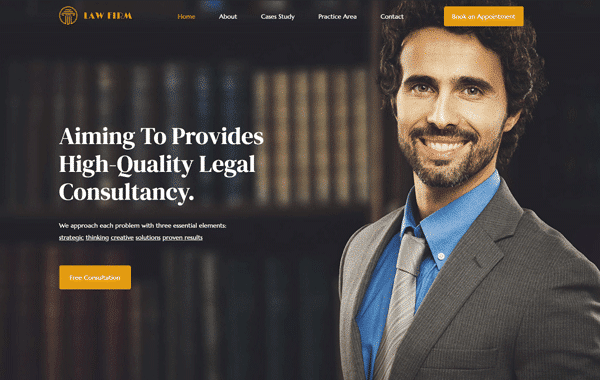 LAW FIRM
Home About Cases Study Practice Area Contact Book an Appointment
Aiming To Provides
High-Quality Legal
Consultancy.
We approach each problem with three essential elements:
strategic thinking creative solutions proven results
Free Consultation